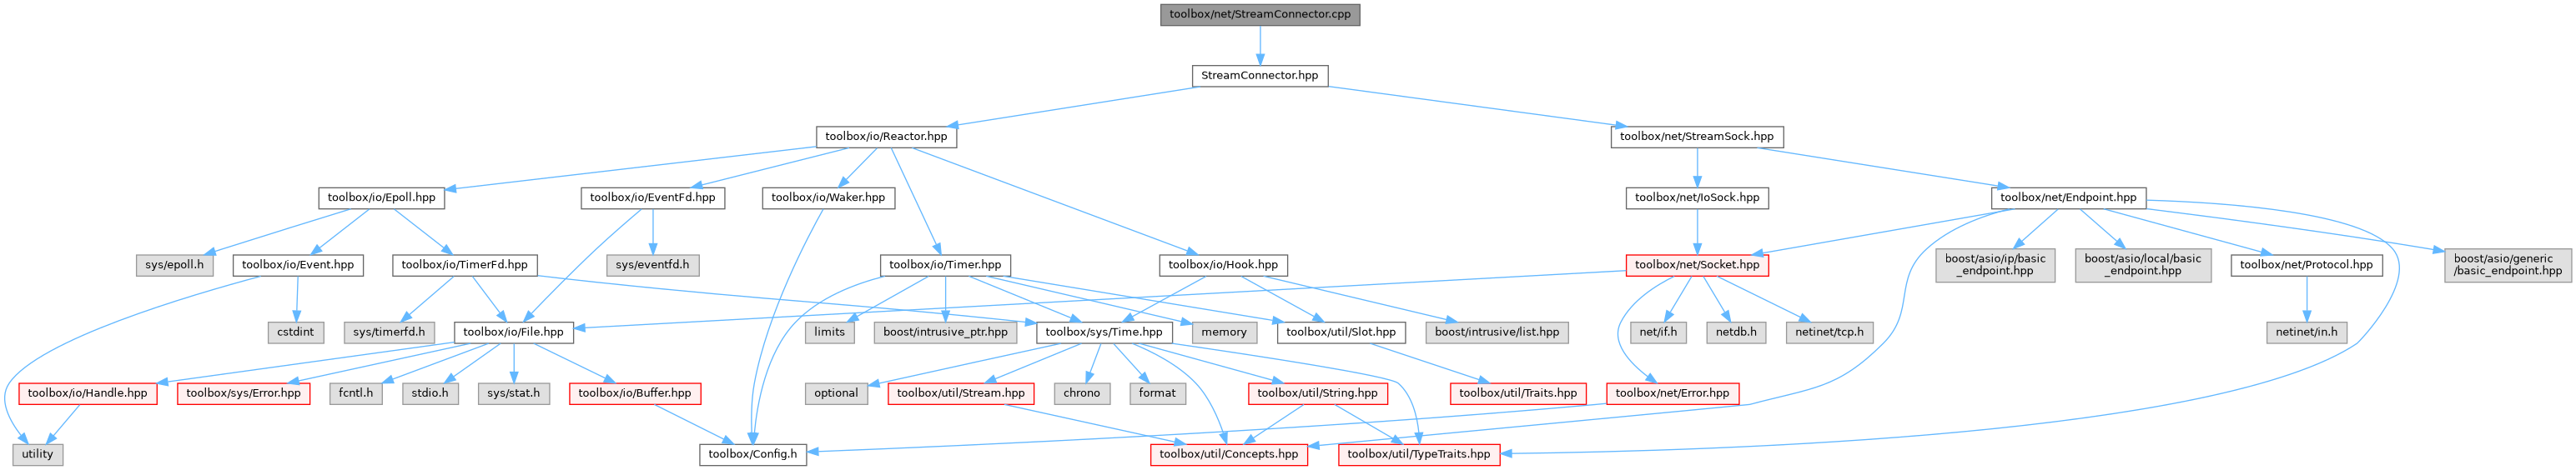 toolbox/net/StreamConnector.cpp
StreamConnector.hpp
toolbox/io/Reactor.hpp
toolbox/net/StreamSock.hpp
toolbox/io/Epoll.hpp
toolbox/io/EventFd.hpp
toolbox/io/Waker.hpp
toolbox/net/IoSock.hpp
toolbox/net/Endpoint.hpp
sys/epoll.h
toolbox/io/Event.hpp
toolbox/io/TimerFd.hpp
sys/eventfd.h
toolbox/io/Timer.hpp
toolbox/io/Hook.hpp
toolbox/net/Socket.hpp
boost/asio/ip/basic
_endpoint.hpp
boost/asio/local/basic
_endpoint.hpp
toolbox/net/Protocol.hpp
boost/asio/generic
/basic_endpoint.hpp
cstdint
sys/timerfd.h
toolbox/io/File.hpp
limits
boost/intrusive_ptr.hpp
toolbox/sys/Time.hpp
memory
toolbox/util/Slot.hpp
boost/intrusive/list.hpp
net/if.h
netdb.h
netinet/tcp.h
netinet/in.h
toolbox/io/Handle.hpp
toolbox/sys/Error.hpp
fcntl.h
stdio.h
sys/stat.h
toolbox/io/Buffer.hpp
optional
toolbox/util/Stream.hpp
chrono
format
toolbox/util/String.hpp
toolbox/util/Traits.hpp
toolbox/net/Error.hpp
utility
toolbox/Config.h
toolbox/util/Concepts.hpp
toolbox/util/TypeTraits.hpp